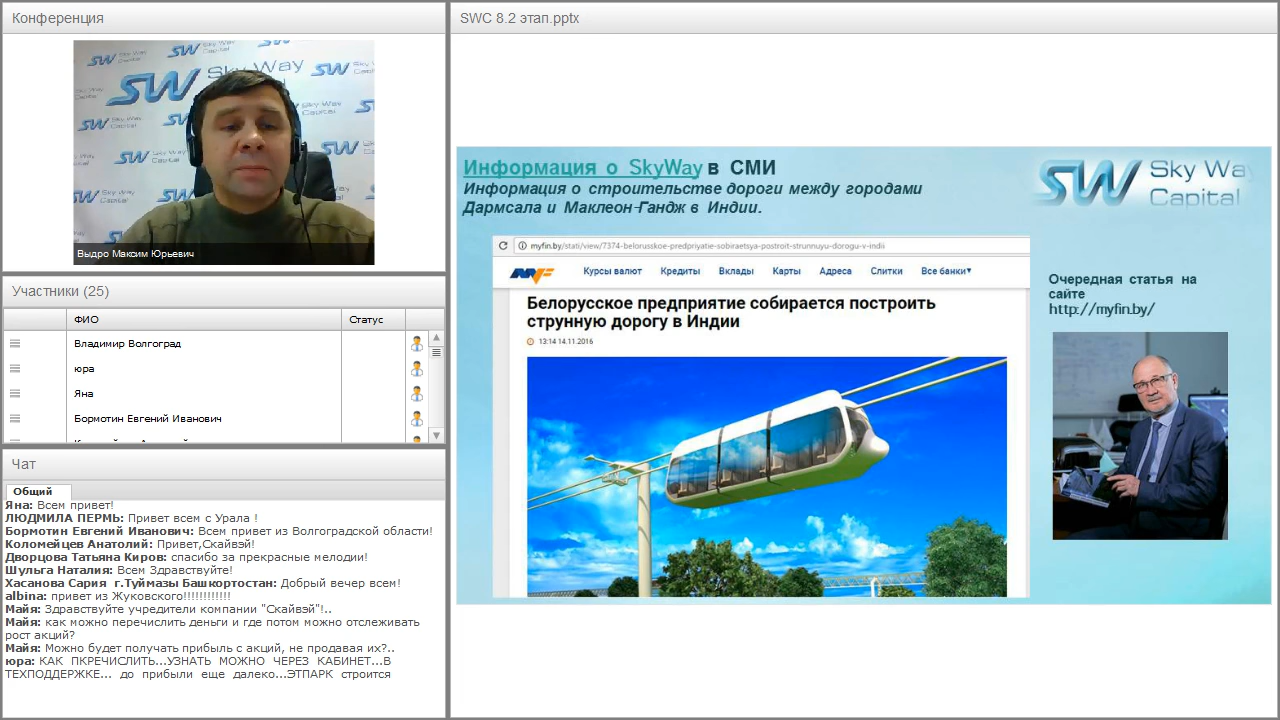 Конференция
SW Sky Way
Capital
Выдро Максим Юрьевич
Участники (25)
ФИО
Статус
Владимир Волгоград
юра
Яна
Бормотин Евгений Иванович
Чат
Общий
Яна: Всем привет!
ЛЮДМИЛА ПЕРМЬ: Привет всем с Урала !
Бормотин Евгений Иванович: Всем привет из Волгоградской области!
Коломейцев Анатолий: Привет,Скайвэй!
Дворцова Татьяна Киров: спасибо за прекрасные мелодии!
Шульга Наталия: Всем Здравствуйте!
Хасанова Сария г.Туймазы Башкортостан: Добрый вечер всем!
albina: привет из Жуковского!!!!!!!!!!!!
Майя: Здравствуйте учредители компании "Скайвэй"!..
Майя: как можно перечислить деньги и где потом можно отслеживать
рост акций?
Майя: Можно будет получать прибыль с акций, не продавая их?..
юра: КАК ПКРЕЧИСЛИТЬ...УЗНАТЬ МОЖНО ЧЕРЕЗ КАБИНЕТ...В
ТЕХПОДДЕРЖКЕ... до прибыли еще далеко...ЭТПАРК строится
SWC 8.2 этап.pptx
Информация о SkyWay в СМИ
Информация о строительстве дороги между городами
Дармсала и Маклеон-Гандж в Индии.
SW Sky Way
Capital
myfin.by/stati/view/7374-belorusskoe-predpriyatie-sobiraetsya-postroit-strunnuyu-dorogu-v-indii
Курсы валют Кредиты Вклады Карты Адреса Слитки Все банки
Белорусское предприятие собирается построить
струнную дорогу в Индии
13:14 14.11.2016
Очередная статья на
сайте
http://myfin.by/